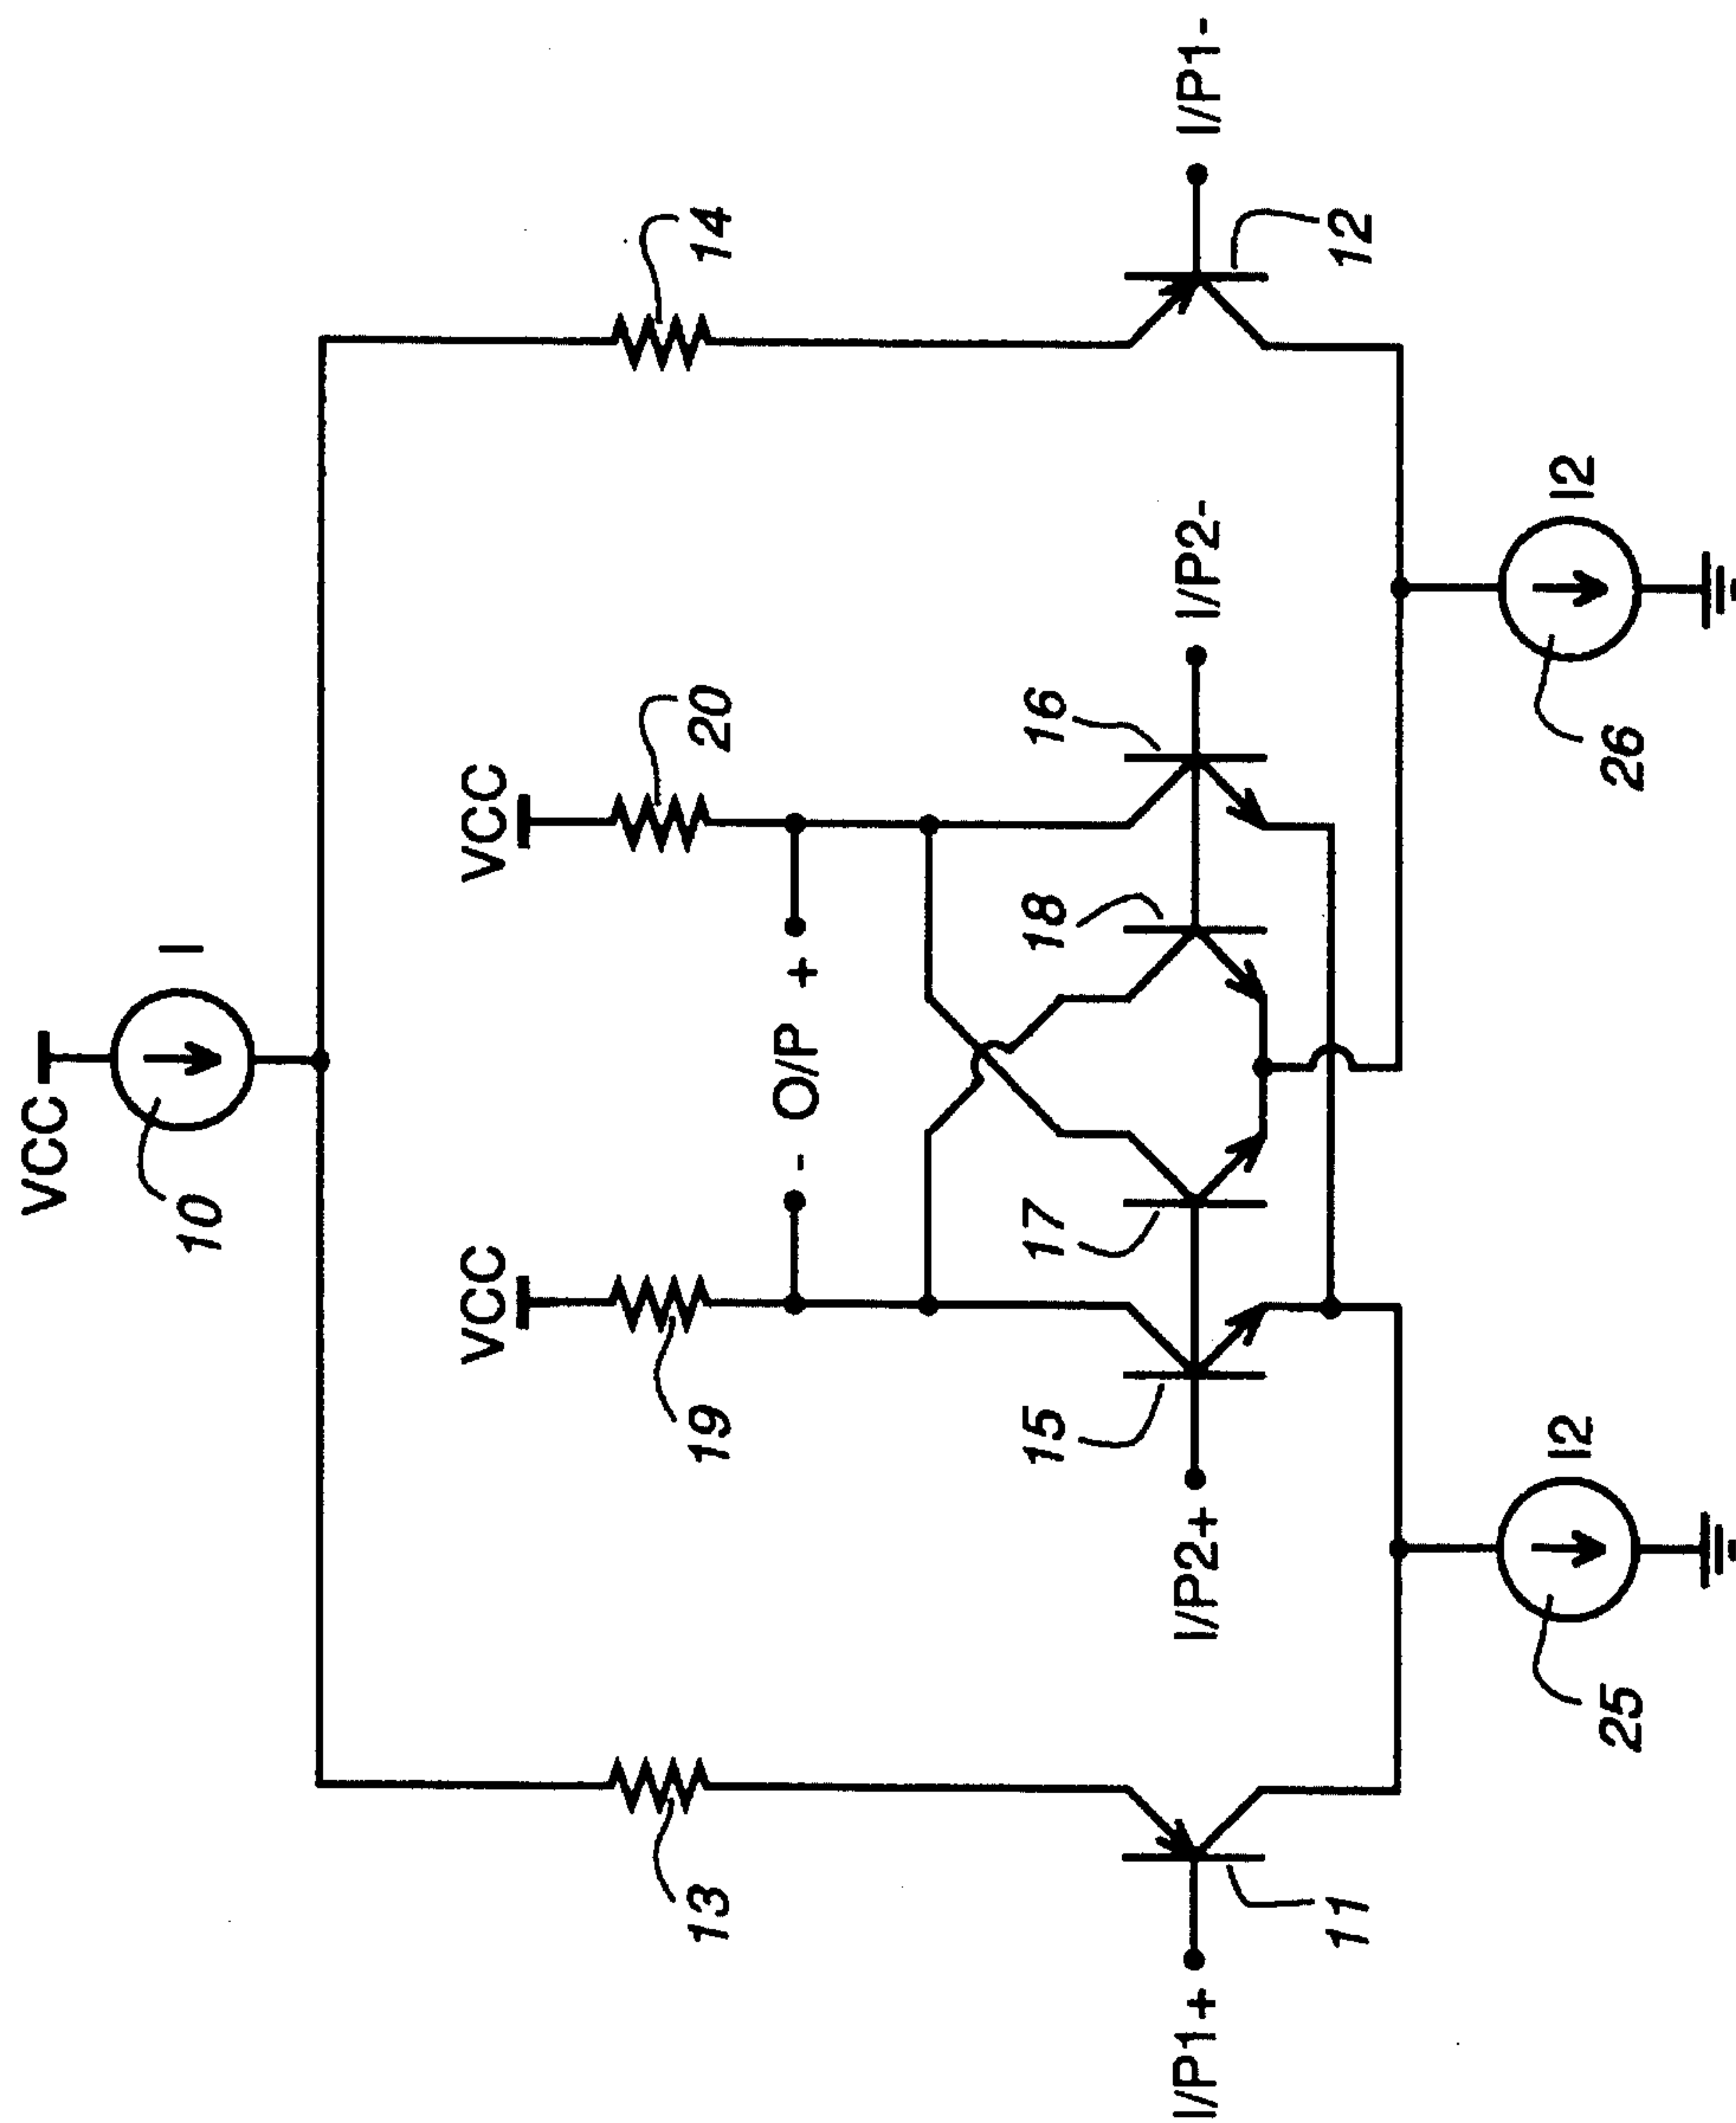 VCC
10
I
VCC
VCC
13
19
20
14
- O/P +
15
17
18
16
I/P1+
I/P2+
I/P2-
I/P1-
11
12
I2
I2
25
26